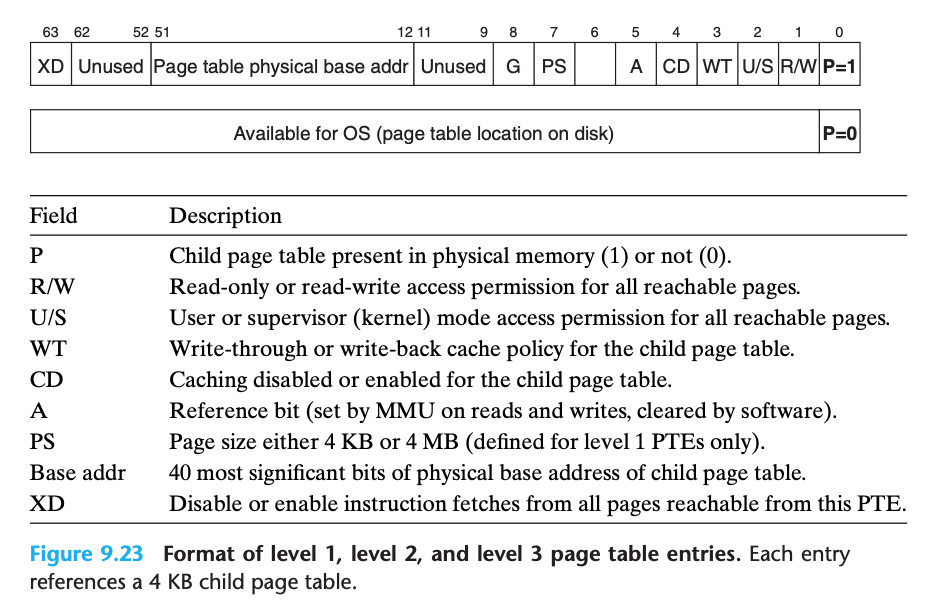 63 62 52 51 12 11 9 8 7 6 5 4 3 2 1 0
XD Unused Page table physical base addr Unused G PS A CD WT U/S R/W P=1
Available for OS (page table location on disk) P=0
Field Description
P Child page table present in physical memory (1) or not (0).
R/W Read-only or read-write access permission for all reachable pages.
U/S User or supervisor (kernel) mode access permission for all reachable pages.
WT Write-through or write-back cache policy for the child page table.
CD Caching disabled or enabled for the child page table.
A Reference bit (set by MMU on reads and writes, cleared by software).
PS Page size either 4 KB or 4 MB (defined for level 1 PTEs only).
Base addr 40 most significant bits of physical base address of child page table.
XD Disable or enable instruction fetches from all pages reachable from this PTE.
Figure 9.23 Format of level 1, level 2, and level 3 page table entries. Each entry
references a 4 KB child page table.